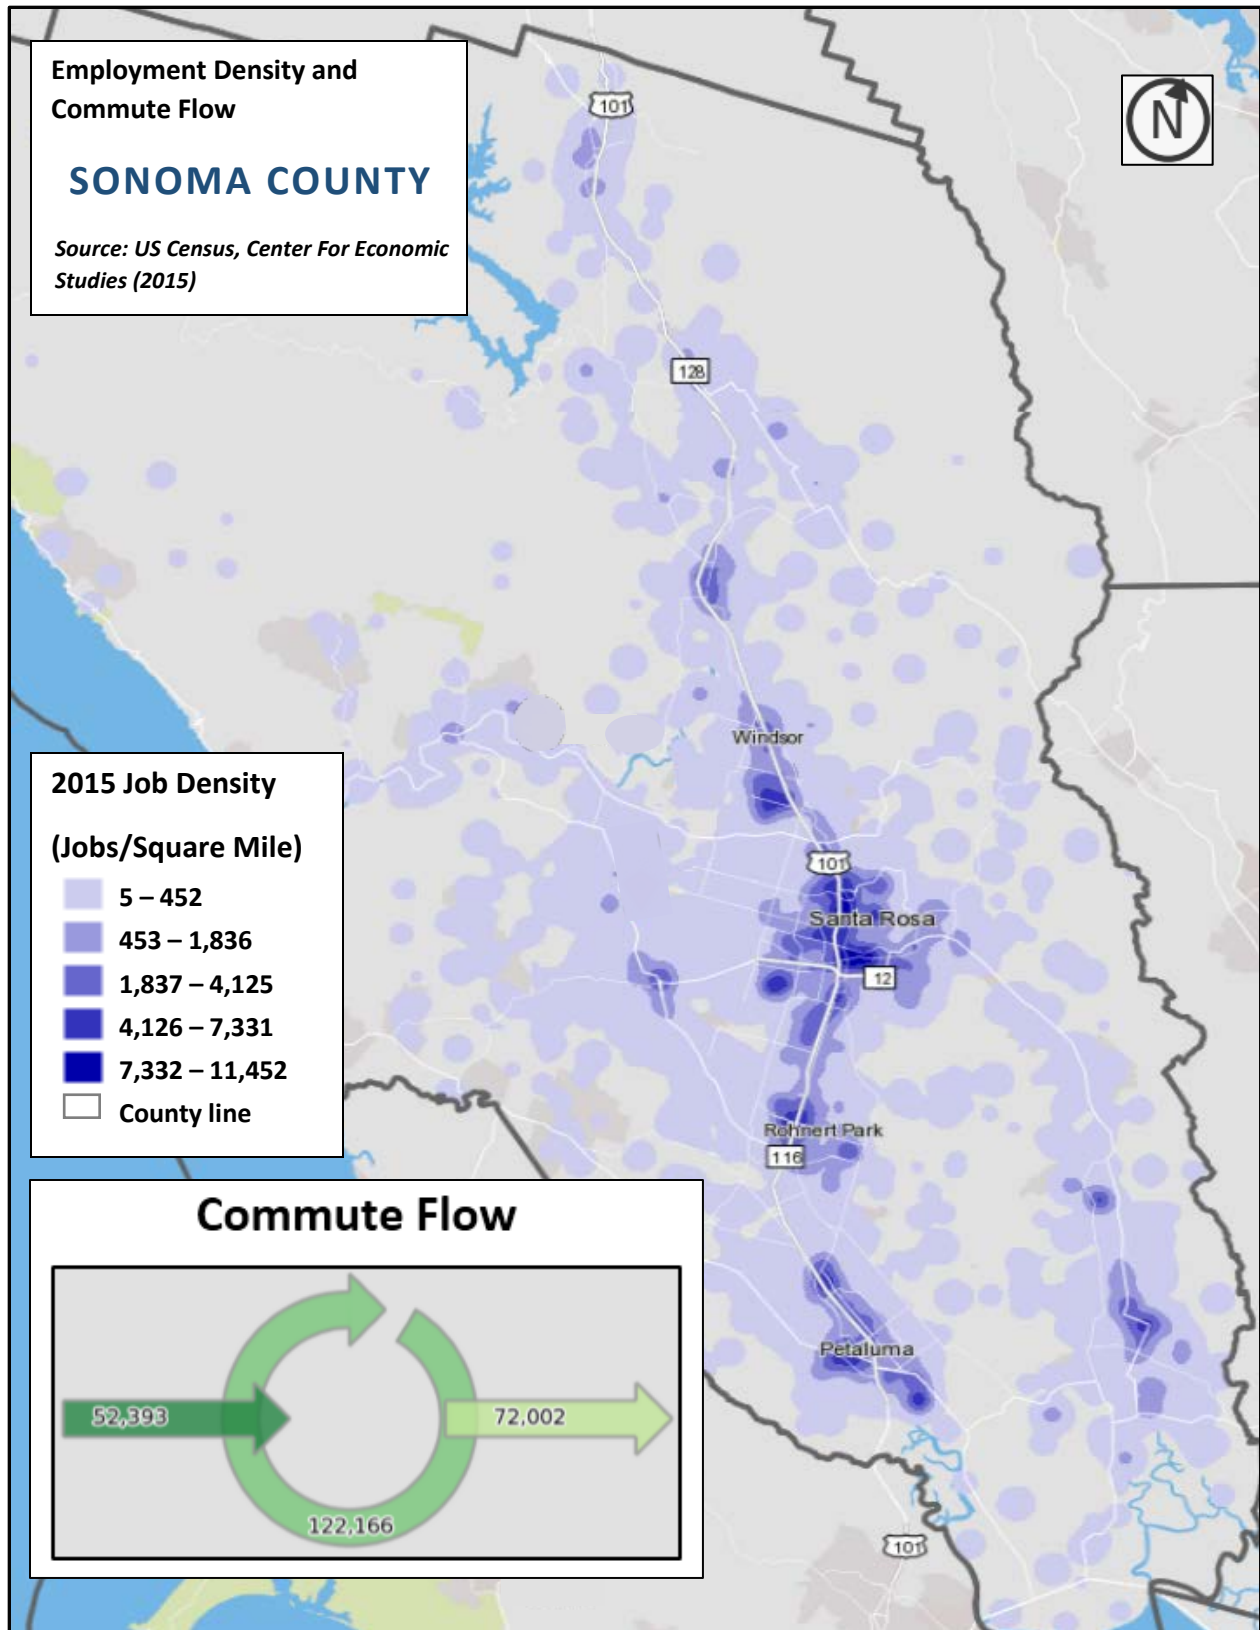 Employment Density and
Commute Flow
SONOMA COUNTY
Source: US Census, Center For Economic
Studies (2015)
N
101
128
Windsor
101
Santa Rosa
12
Rohnert Park
116
Petaluma
101
2015 Job Density
(Jobs/Square Mile)
5 – 452
453 – 1,836
1,837 – 4,125
4,126 – 7,331
7,332 – 11,452
County line
Commute Flow
52,393
72,002
122,166